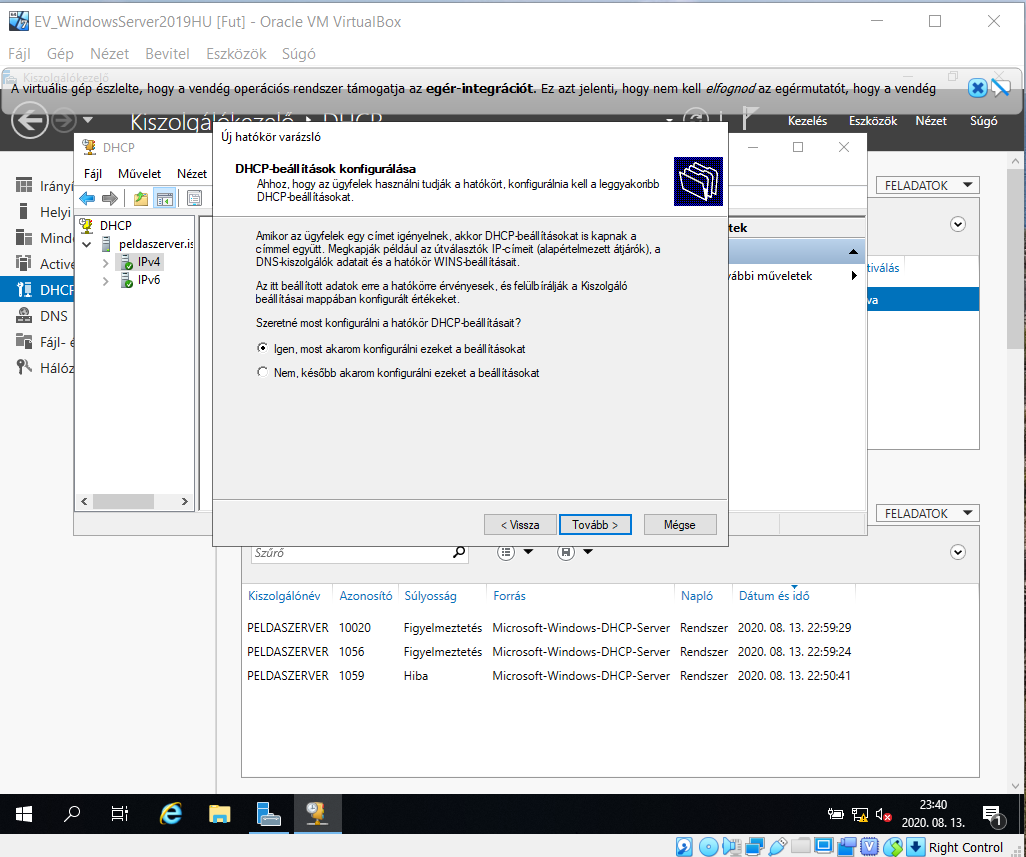 EV_WindowsServer2019HU [Fut] - Oracle VM VirtualBox
Fájl Gép Nézet Bevitel Eszközök Súgó
Kiszolgálókezelő
A virtuális gép észlelte, hogy a vendég operációs rendszer támogatja az egér-integrációt. Ez azt jelenti, hogy nem kell elfognod az egérmutatót, hogy a vendég
Kiszolgálókezelő DHCP
Kezelés Eszközök Nézet Súgó
DHCP
Fájl Művelet Nézet
DHCP
peldaszerver.is
IPv4
IPv6
Helyi
DHCP
DNS
Fájl- é
Új hatókör varázsló
DHCP-beállítások konfigurálása
Ahhoz, hogy az ügyfelek használni tudják a hatókört, konfigurálnia kell a leggyakoribb
DHCP-beállításokat.
Amikor az ügyfelek egy címet igényelnek, akkor DHCP-beállításokat is kapnak a
címmel együtt. Megkapják például az útválasztók IP-címeit (alapértelmezett átjárók), a
DNS-kiszolgálók adatait és a hatókör WINS-beállításait.
Az itt beállított adatok erre a hatókörre érvényesek, és felülbírálják a Kiszolgáló
beállításai mappában konfigurált értékeket.
Szeretné most konfigurálni a hatókör DHCP-beállításait?
Igen, most akarom konfigurálni ezeket a beállításokat
Nem, később akarom konfigurálni ezeket a beállításokat
< Vissza Tovább > Mégse
tek
vábbi műveletek
FELADATOK
iválás
va
FELADATOK
Szűrő
Kiszolgálónév Azonosító Súlyosság Forrás Napló Dátum és idő
PELDASZERVER 10020 Figyelmeztetés Microsoft-Windows-DHCP-Server Rendszer 2020. 08. 13. 22:59:29
PELDASZERVER 1056 Figyelmeztetés Microsoft-Windows-DHCP-Server Rendszer 2020. 08. 13. 22:59:24
PELDASZERVER 1059 Hiba Microsoft-Windows-DHCP-Server Rendszer 2020. 08. 13. 22:50:41
23:40
2020. 08. 13.
1
Right Control